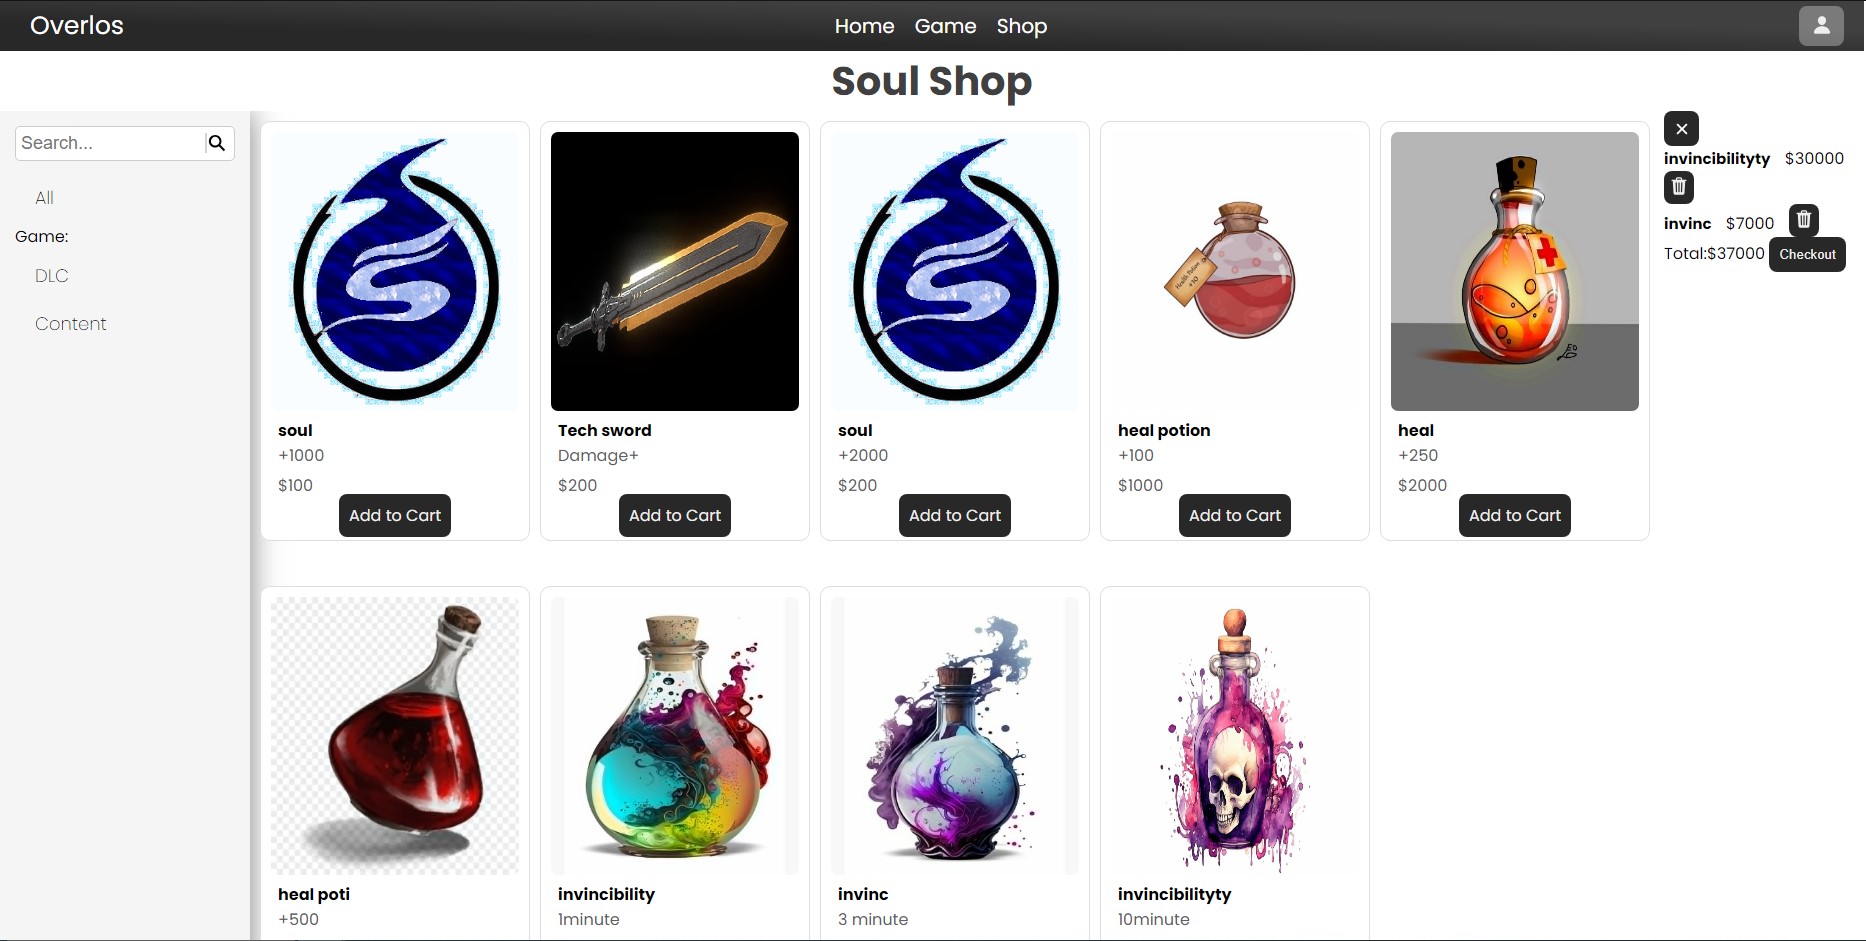 Overlos
Home Game Shop
Soul Shop
Search...
All
Game:
DLC
Content
soul
+1000
$100
Add to Cart
Tech sword
Damage+
$200
Add to Cart
soul
+2000
$200
Add to Cart
Health Potion
+10
heal potion
+100
$1000
Add to Cart
heal
+250
$2000
Add to Cart
invincibilityty $30000
invinc $7000
Total:$37000 Checkout
heal poti
+500
invincibility
1minute
invinc
3 minute
invincibilityty
10minute